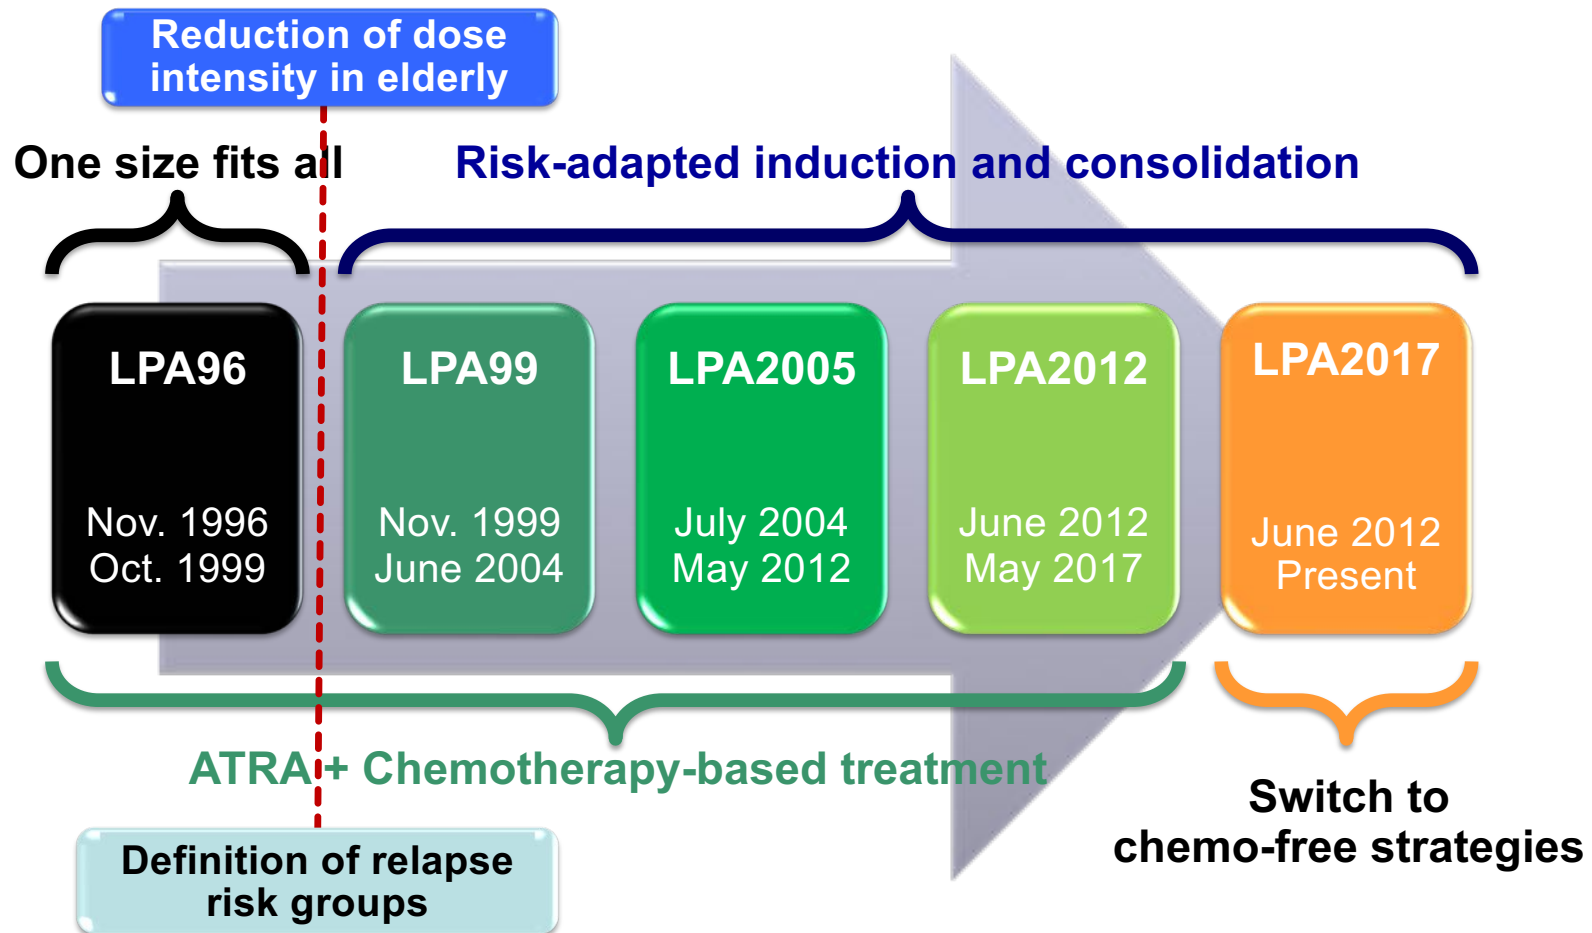 Reduction of dose
intensity in elderly
One size fits all
Risk-adapted induction and consolidation
LPA96
Nov. 1996
Oct. 1999
LPA99
Nov. 1999
June 2004
LPA2005
July 2004
May 2012
LPA2012
June 2012
May 2017
LPA2017
June 2012
Present
ATRA + Chemotherapy-based treatment
Switch to
chemo-free strategies
Definition of relapse
risk groups